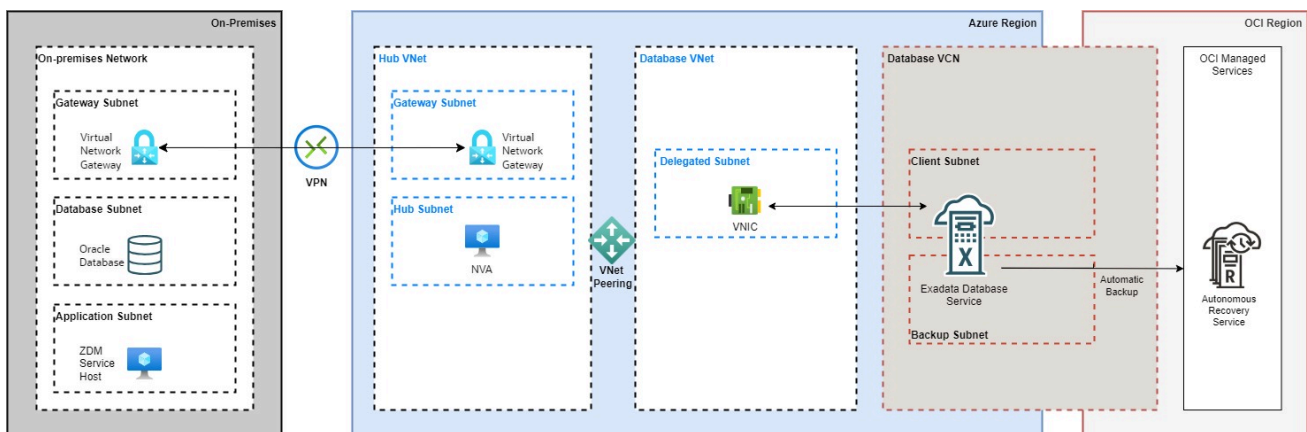 On-Premises
On-premises Network
Gateway Subnet
Virtual
Network
Gateway
Database Subnet
Oracle
Database
Application Subnet
ZDM
Service
Host
VPN
Azure Region
Hub VNet
Gateway Subnet
Virtual
Network
Gateway
Hub Subnet
NVA
VNet
Peering
Database VNet
Delegated Subnet
VNIC
Database VCN
Client Subnet
X
Exadata Database
Service
Backup Subnet
OCI Region
OCI Managed
Services
Automatic
Backup
R
Autonomous
Recovery
Service